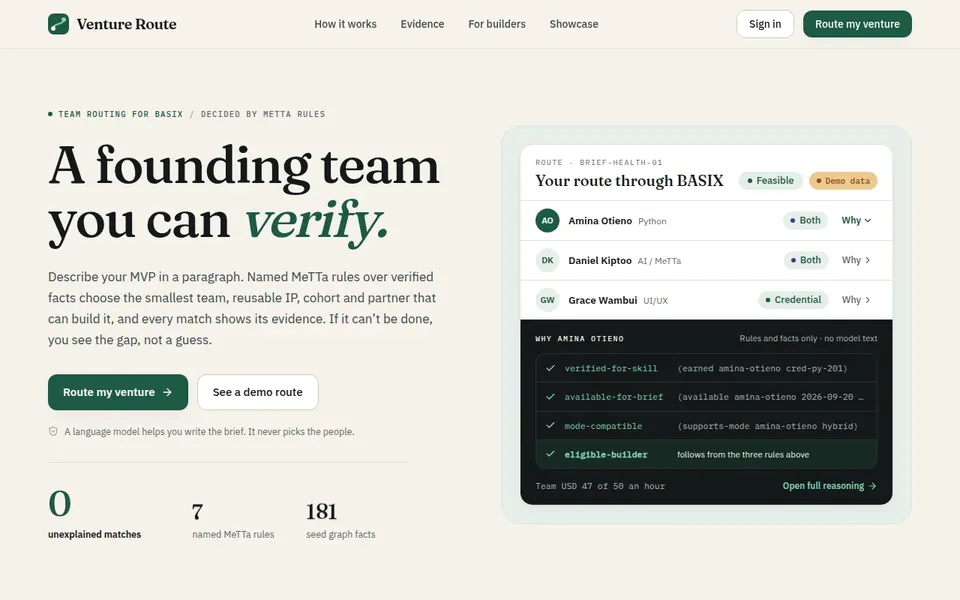 Venture Route
How it works
Evidence
For builders
Showcase
Sign in
Route my venture
TEAM ROUTING FOR BASIX / DECIDED BY METTA RULES
A founding team
you can verify.
Describe your MVP in a paragraph. Named MeTTa rules over verified
facts choose the smallest team, reusable IP, cohort and partner that
can build it, and every match shows its evidence. If it can’t be done,
you see the gap, not a guess.
Route my venture →
See a demo route
A language model helps you write the brief. It never picks the people.
0
unexplained matches
7
named MeTTa rules
181
seed graph facts
ROUTE · BRIEF-HEALTH-01
Your route through BASIX
Feasible
Demo data
AO Amina Otieno Python Both Why
DK Daniel Kiptoo AI / MeTTa Both Why
GW Grace Wambui UI/UX Credential Why
WHY AMINA OTIENO Rules and facts only · no model text
verified-for-skill (earned amina-otieno cred-py-201)
available-for-brief (available amina-otieno 2026-09-20 …
mode-compatible (supports-mode amina-otieno hybrid)
eligible-builder follows from the three rules above
Team USD 47 of 50 an hour Open full reasoning →